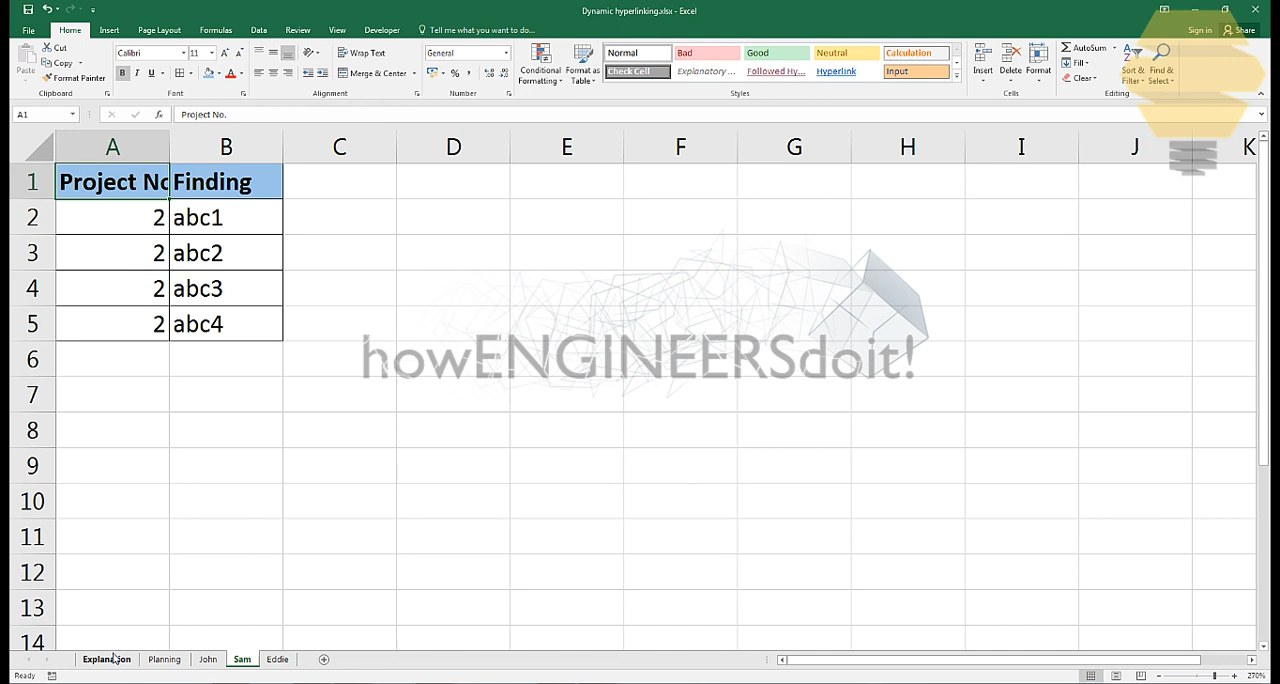 Dynamic hyperlinking.xlsx - Excel
File Home Insert Page Layout Formulas Data Review View Developer Tell me what you want to do... Sign in Share
Paste Cut Copy Format Painter Clipboard
Calibri 11 B I U Font
Wrap Text Merge & Center Alignment
General % Number
Conditional Formatting Format as Table
Normal Bad Good Neutral Calculation
Check Cell Explanatory ... Followed Hy... Hyperlink Input
Styles
Insert Delete Format Cells
AutoSum Fill Clear Sort & Filter Find & Select Editing
A1 fx Project No.
A B C D E F G H I J K
1 Project No Finding
2 2 abc1
3 2 abc2
4 2 abc3
5 2 abc4
6
7
8
9
10
11
12
13
14
howENGINEERSdoit!
Explanation Planning John Sam Eddie
Ready 270%